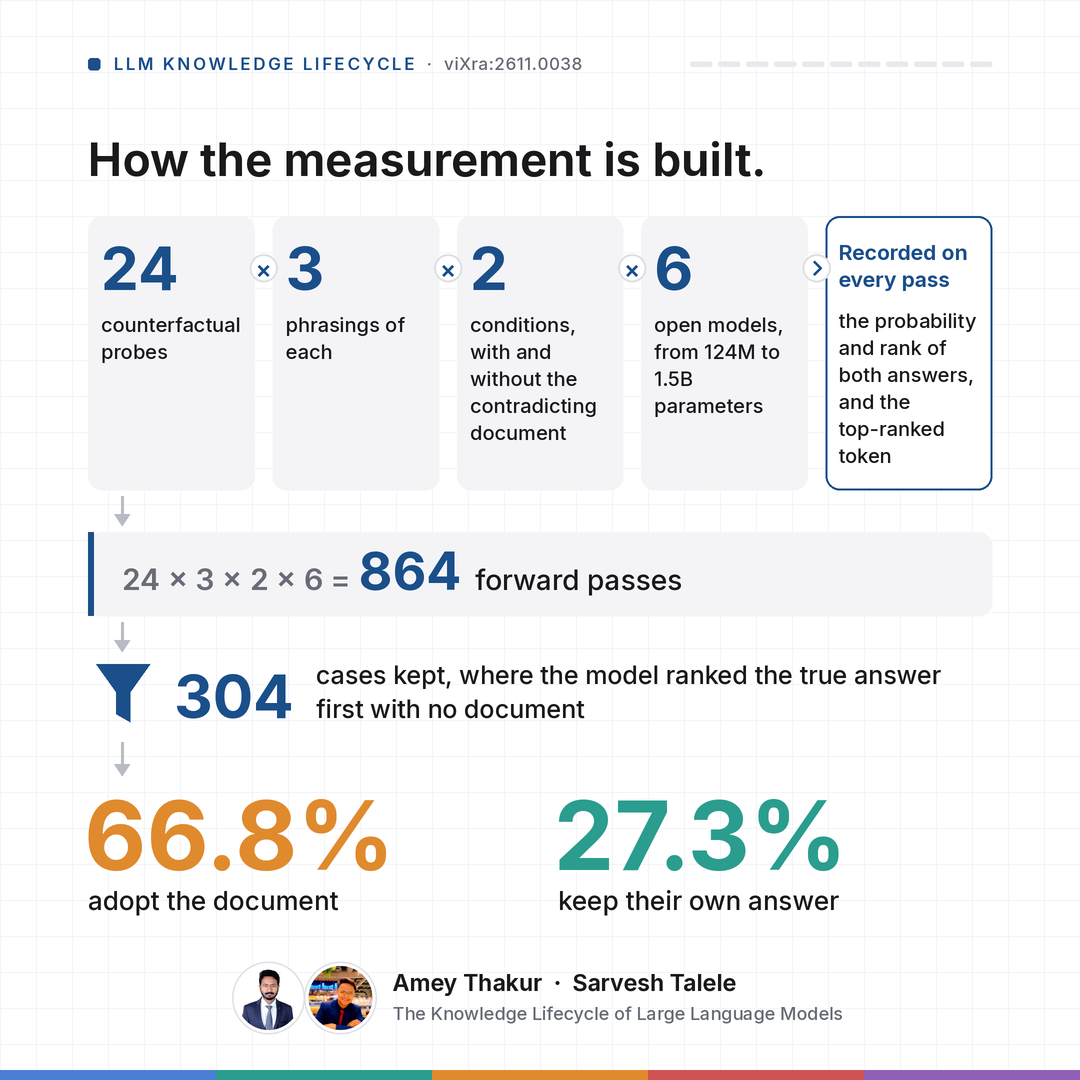 LLM KNOWLEDGE LIFECYCLE · viXra:2611.0038
How the measurement is built.
24
counterfactual
probes
×
3
phrasings of
each
×
2
conditions,
with and
without the
contradicting
document
×
6
open models,
from 124M to
1.5B
parameters
Recorded on
every pass
the probability
and rank of
both answers,
and the
top-ranked
token
24 × 3 × 2 × 6 = 864 forward passes
304
cases kept, where the model ranked the true answer
first with no document
66.8%
adopt the document
27.3%
keep their own answer
Amey Thakur · Sarvesh Talele
The Knowledge Lifecycle of Large Language Models